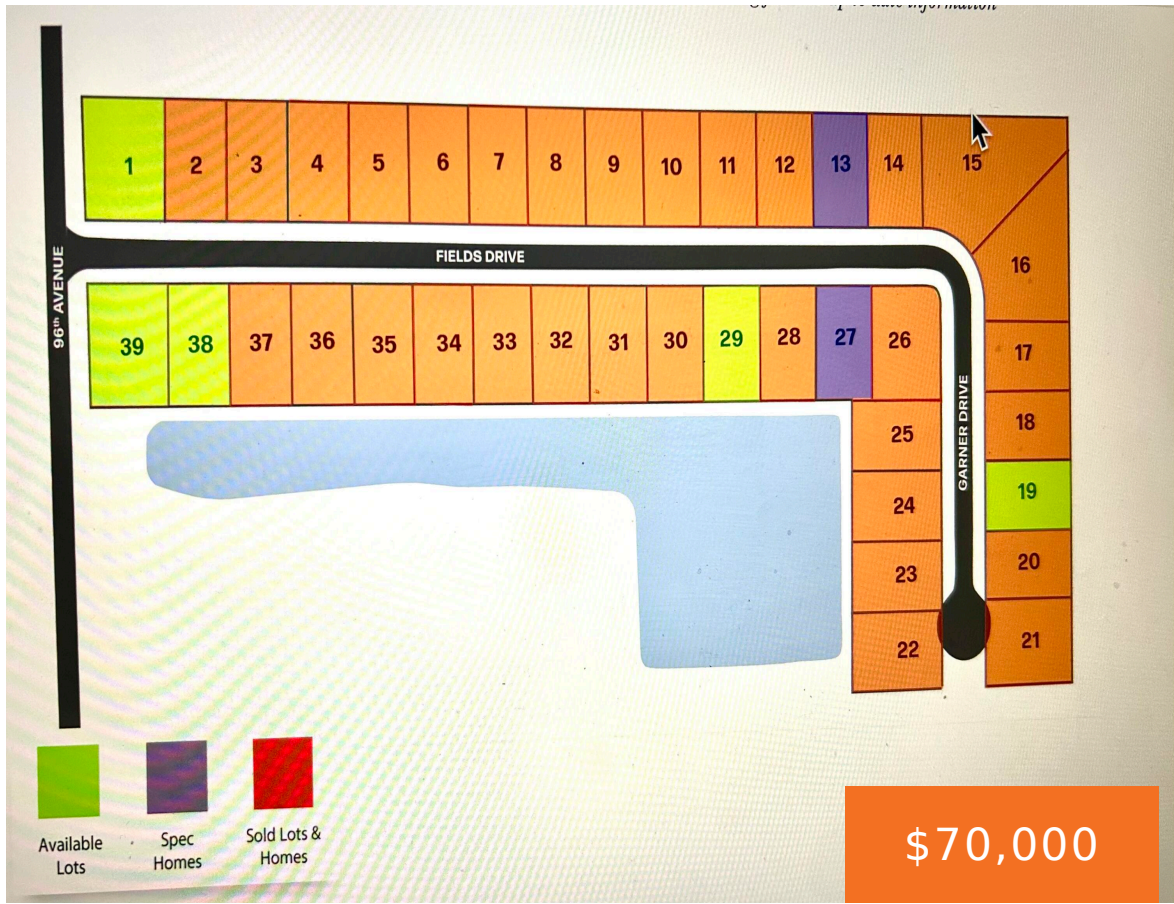 information
1 2 3 4 5 6 7 8 9 10 11 12 13 14 15
16
96th AVENUE
FIELDS DRIVE
39 38 37 36 35 34 33 32 31 30 29 28 27 26
17
18
25
GARNER DRIVE
19
24
20
23
21
22
Available
Lots
Spec
Homes
Sold Lots &
Homes
$70,000